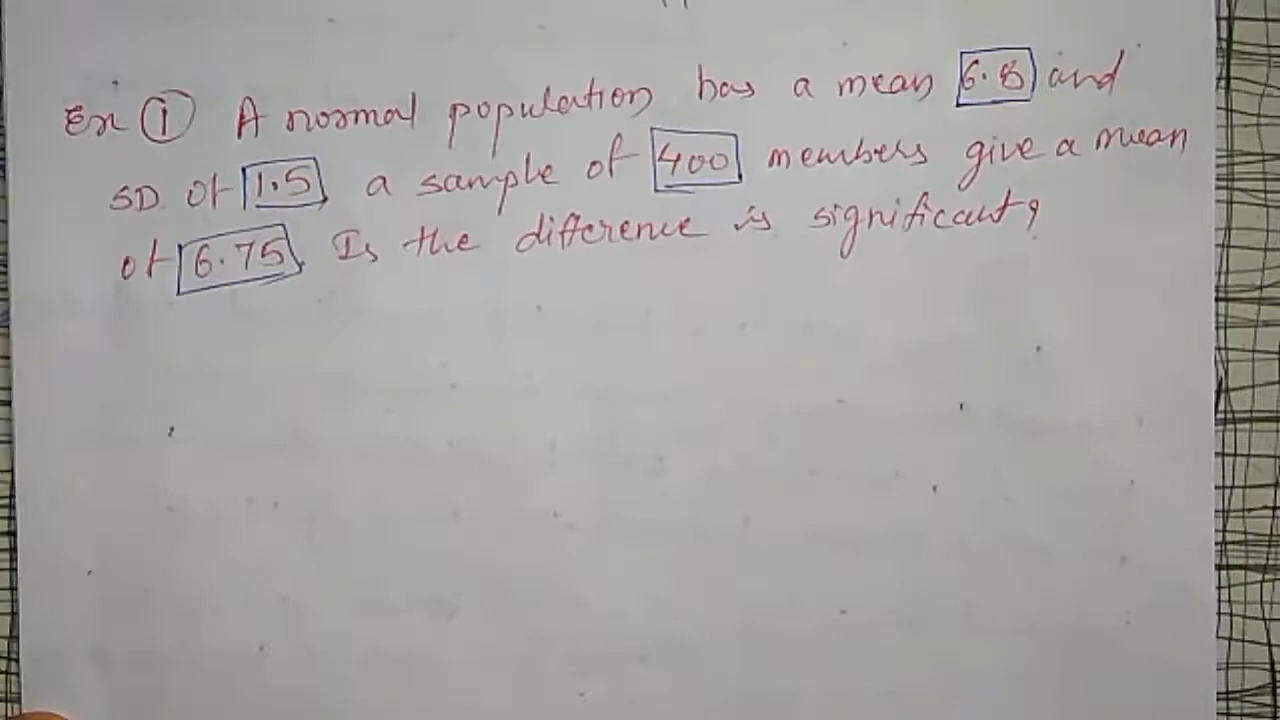 Ex ① A normal population has a mean 6.8 and
SD. of 1.5, a sample of 400 members give a mean
of 6.75. Is the difference is significant?